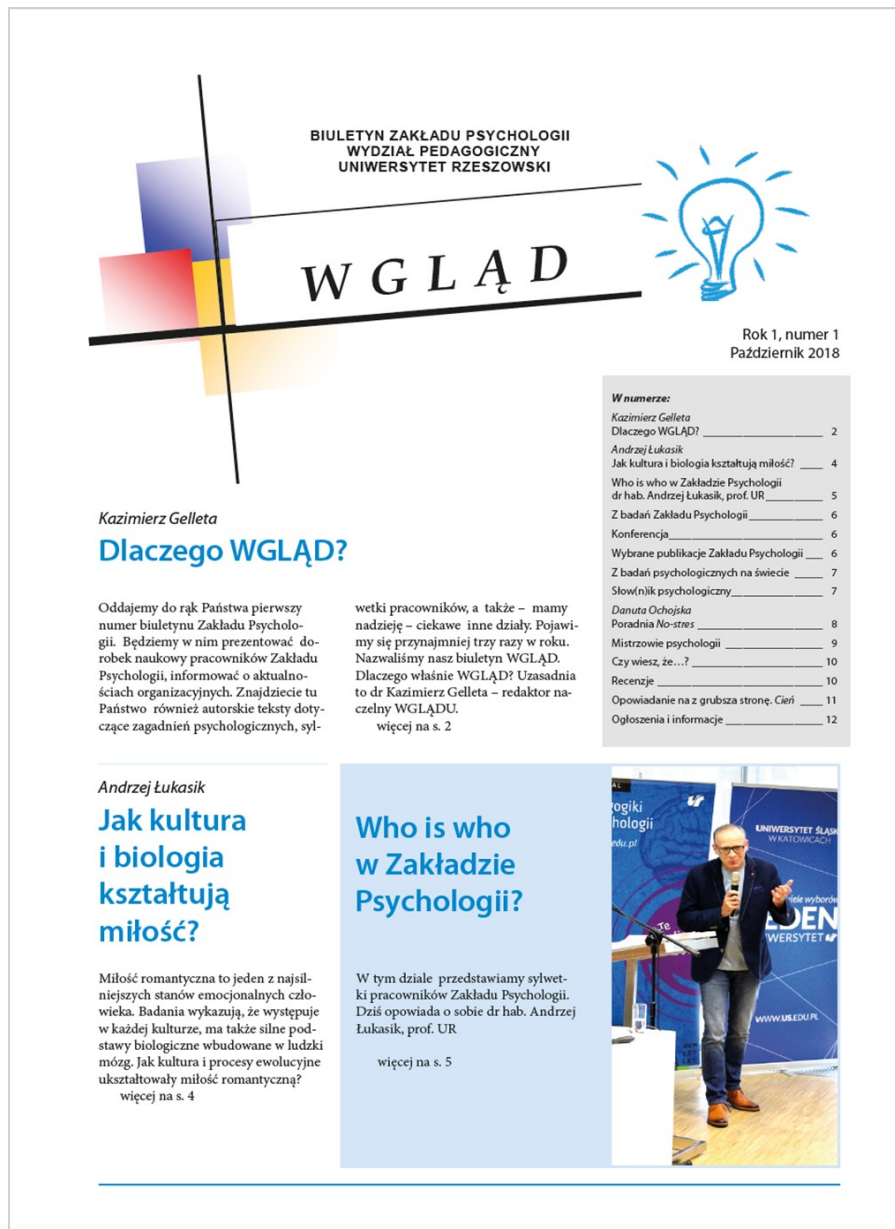 BIULETYN ZAKŁADU PSYCHOLOGII
WYDZIAŁ PEDAGOGICZNY
UNIWERSYTET RZESZOWSKI
WGLĄD
Rok 1, numer 1
Październik 2018
W numerze:
Kazimierz Gelleta
Dlaczego WGLĄD? 2
Andrzej Łukasik
Jak kultura i biologia kształtują miłość? 4
Who is who w Zakładzie Psychologii
dr hab. Andrzej Łukasik, prof. UR 5
Z badań Zakładu Psychologii 6
Konferencja 6
Wybrane publikacje Zakładu Psychologii 6
Z badań psychologicznych na świecie 7
Słow(n)ik psychologiczny 7
Danuta Ochojska
Poradnia No-stres 8
Mistrzowie psychologii 9
Czy wiesz, że…? 10
Recenzje 10
Opowiadanie na z grubsza stronę. Cień 11
Ogłoszenia i informacje 12
Kazimierz Gelleta
Dlaczego WGLĄD?
Oddajemy do rąk Państwa pierwszy
numer biuletynu Zakładu Psycholo-
gii. Będziemy w nim prezentować do-
robek naukowy pracowników Zakładu
Psychologii, informować o aktualno-
ściach organizacyjnych. Znajdziecie tu
Państwo również autorskie teksty doty-
czące zagadnień psychologicznych, syl-
wetki pracowników, a także – mamy
nadzieję – ciekawe inne działy. Pojawi-
my się przynajmniej trzy razy w roku.
Nazwaliśmy nasz biuletyn WGLĄD.
Dlaczego właśnie WGLĄD? Uzasadnia
to dr Kazimierz Gelleta – redaktor na-
czelny WGLĄDU.
więcej na s. 2
Andrzej Łukasik
Jak kultura
i biologia
kształtują
miłość?
Miłość romantyczna to jeden z najsil-
niejszych stanów emocjonalnych czło-
wieka. Badania wykazują, że występuje
w każdej kulturze, ma także silne pod-
stawy biologiczne wbudowane w ludzki
mózg. Jak kultura i procesy ewolucyjne
ukształtowały miłość romantyczną?
więcej na s. 4
Who is who
w Zakładzie
Psychologii?
W tym dziale przedstawiamy sylwet-
ki pracowników Zakładu Psychologii.
Dziś opowiada o sobie dr hab. Andrzej
Łukasik, prof. UR
więcej na s. 5
ogiki
hologii
edu.pl
Te
UNIWERSYTET ŚLĄSK
W KATOWICACH
iele wyborów
EDEN
WERSYTET
WWW.US.EDU.PL